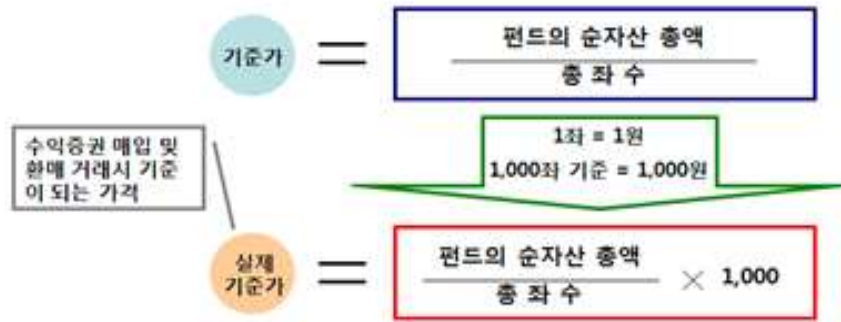 기준가
=
펀드의 순자산 총액
총 좌 수
수익증권 매입 및
환매 거래시 기준
이 되는 가격
1좌 = 1원
1,000좌 기준 = 1,000원
실제
기준가
=
펀드의 순자산 총액
총 좌 수
× 1,000